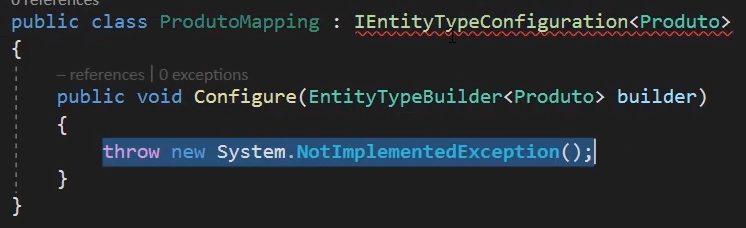 0 references
public class ProdutoMapping : IEntityTypeConfiguration<Produto>
{
– references | 0 exceptions
public void Configure(EntityTypeBuilder<Produto> builder)
{
throw new System.NotImplementedException();
}
}